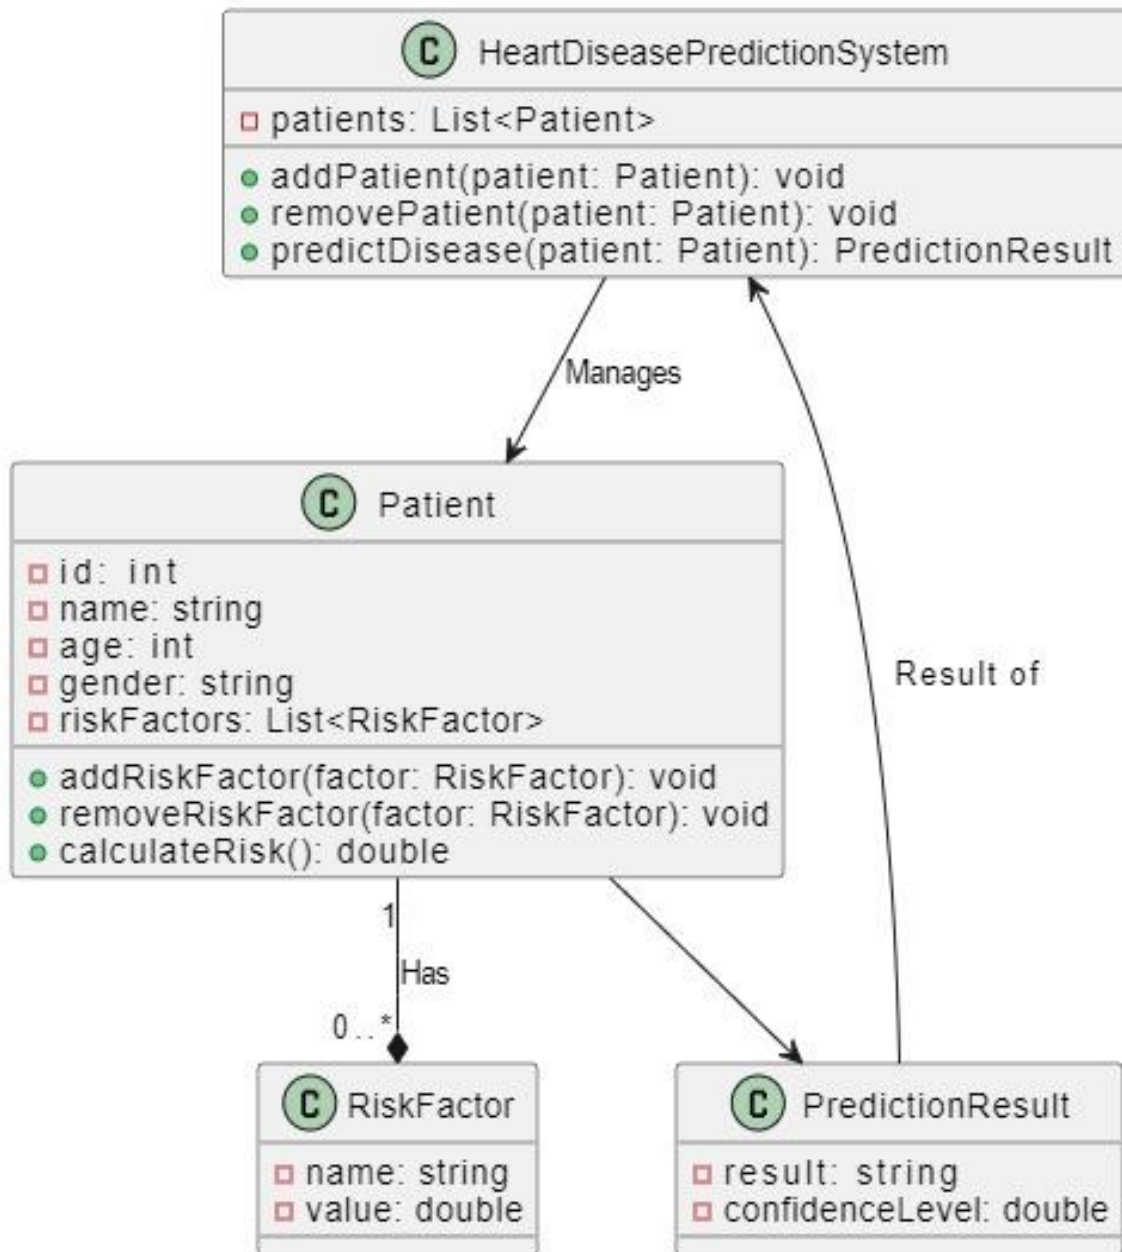 C HeartDiseasePredictionSystem
patients: List<Patient>
addPatient(patient: Patient): void
removePatient(patient: Patient): void
predictDisease(patient: Patient): PredictionResult
Manages
C Patient
id: int
name: string
age: int
gender: string
riskFactors: List<RiskFactor>
addRiskFactor(factor: RiskFactor): void
removeRiskFactor(factor: RiskFactor): void
calculateRisk(): double
Result of
1
Has
0..*
C RiskFactor
name: string
value: double
C PredictionResult
result: string
confidenceLevel: double